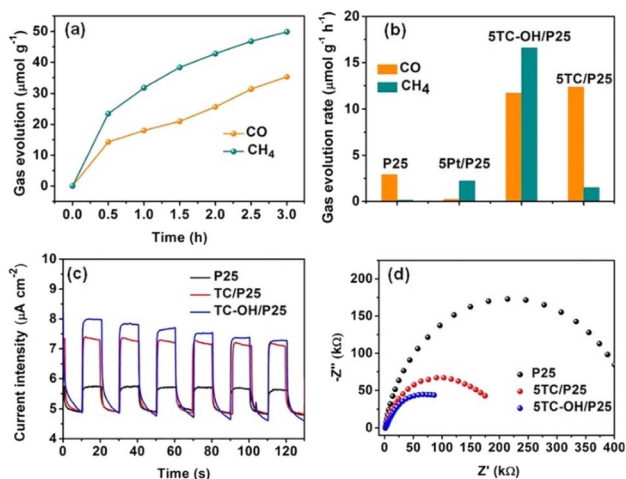 (a)
Gas evolution (μmol g⁻¹)
50
40
30
20
10
0
CO
CH₄
0.0 0.5 1.0 1.5 2.0 2.5 3.0
Time (h)
(b)
Gas evolution rate (μmol g⁻¹ h⁻¹)
20
15
10
5
0
CO
CH₄
P25
5Pt/P25
5TC-OH/P25
5TC/P25
(c)
Current intensity (μA cm⁻²)
9
8
7
6
5
4
P25
TC/P25
TC-OH/P25
0 20 40 60 80 100 120
Time (s)
(d)
-Z'' (kΩ)
200
150
100
50
0
P25
5TC/P25
5TC-OH/P25
0 50 100 150 200 250 300 350 400
Z' (kΩ)